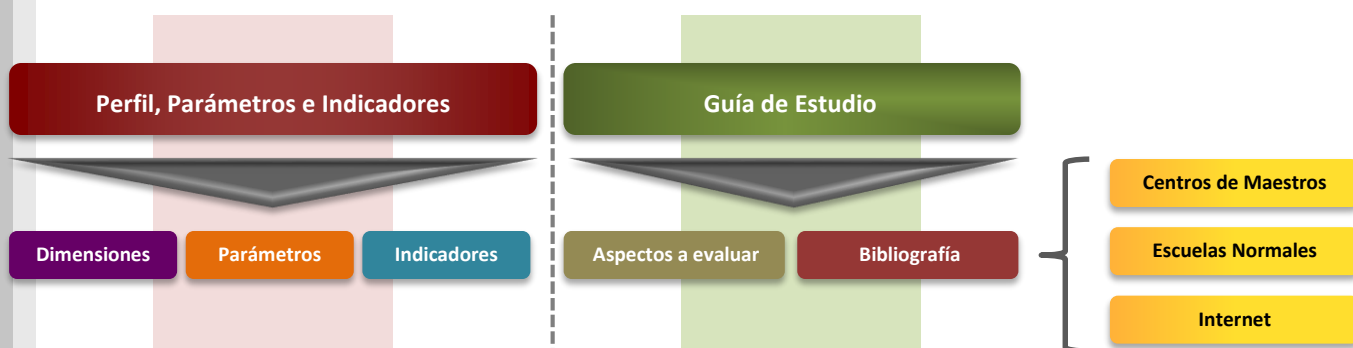 Perfil, Parámetros e Indicadores
Guía de Estudio
Dimensiones
Parámetros
Indicadores
Aspectos a evaluar
Bibliografía
Centros de Maestros
Escuelas Normales
Internet